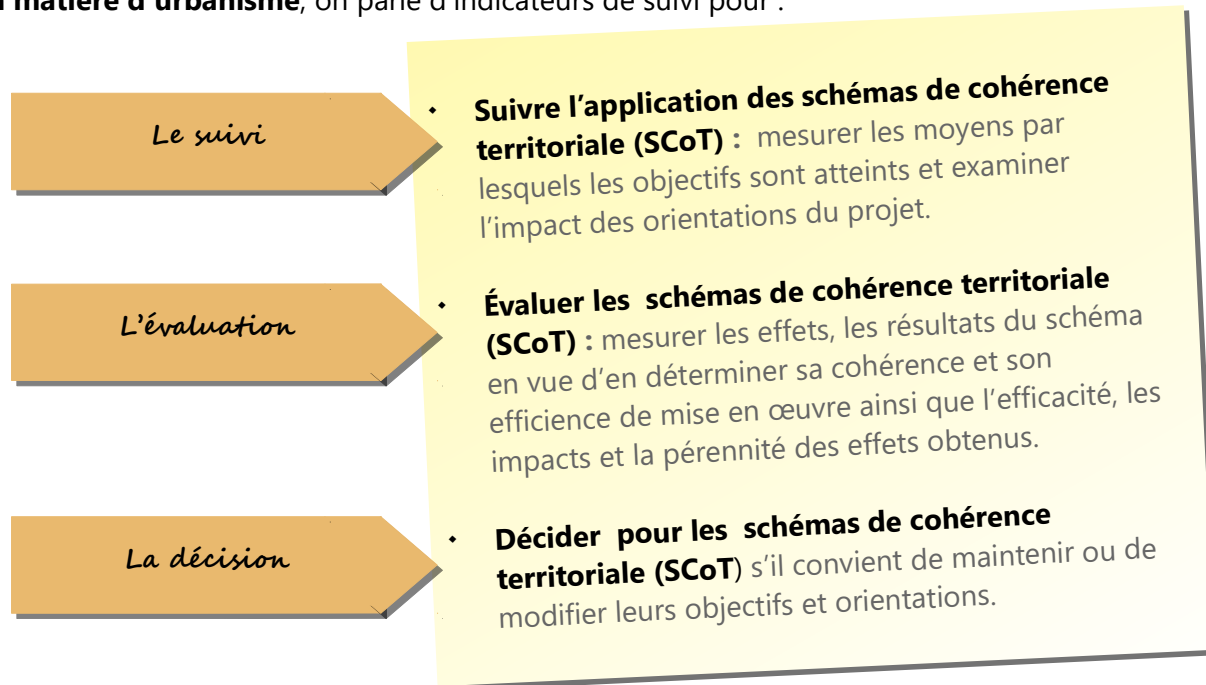 matière d'urbanisme, on parle d'indicateurs de suivi pour :
Le suivi
• Suivre l'application des schémas de cohérence
territoriale (SCoT) : mesurer les moyens par
lesquels les objectifs sont atteints et examiner
l'impact des orientations du projet.
L'évaluation
• Évaluer les schémas de cohérence territoriale
(SCoT) : mesurer les effets, les résultats du schéma
en vue d'en déterminer sa cohérence et son
efficience de mise en œuvre ainsi que l'efficacité, les
impacts et la pérennité des effets obtenus.
La décision
• Décider pour les schémas de cohérence
territoriale (SCoT) s'il convient de maintenir ou de
modifier leurs objectifs et orientations.